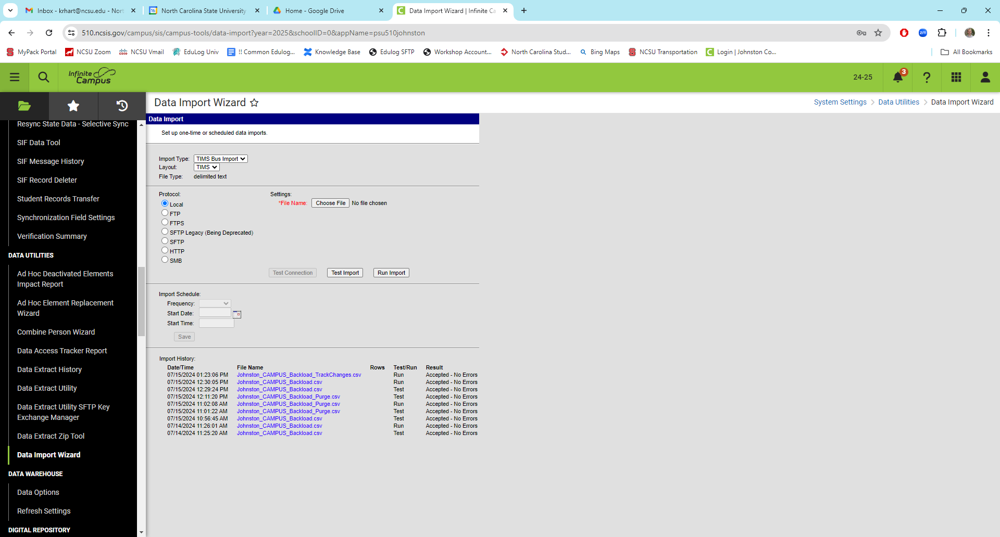 Inbox - krhart@ncsu.edu - Nort
North Carolina State University
Home - Google Drive
Data Import Wizard | Infinite Ca
510.ncsis.gov/campus/sis/campus-tools/data-import?year=2025&schoolID=0&appName=psu510johnston
MyPack Portal
NCSU Zoom
NCSU Vmail
EduLog Univ
!! Common Edulog...
Knowledge Base
Edulog SFTP
Workshop Account...
North Carolina Stud...
Bing Maps
NCSU Transportation
Login | Johnston Co...
All Bookmarks
Infinite Campus
24-25
3
Data Import Wizard
System Settings > Data Utilities > Data Import Wizard
Resync State Data - Selective Sync
SIF Data Tool
SIF Message History
SIF Record Deleter
Student Records Transfer
Synchronization Field Settings
Verification Summary
DATA UTILITIES
Ad Hoc Deactivated Elements
Impact Report
Ad Hoc Element Replacement
Wizard
Combine Person Wizard
Data Access Tracker Report
Data Extract History
Data Extract Utility
Data Extract Utility SFTP Key
Exchange Manager
Data Extract Zip Tool
Data Import Wizard
DATA WAREHOUSE
Data Options
Refresh Settings
DIGITAL REPOSITORY
Data Import
Set up one-time or scheduled data imports.
Import Type: TIMS Bus Import
Layout: TIMS
File Type: delimited text
Protocol:
Local
FTP
FTPS
SFTP Legacy (Being Deprecated)
SFTP
HTTP
SMB
Settings:
*File Name: Choose File No file chosen
Test Connection Test Import Run Import
Import Schedule:
Frequency:
Start Date:
Start Time:
Save
Import History:
Date/Time File Name Rows Test/Run Result
07/15/2024 01:23:06 PM Johnston_CAMPUS_Backload_TrackChanges.csv Run Accepted - No Errors
07/15/2024 12:30:05 PM Johnston_CAMPUS_Backload.csv Run Accepted - No Errors
07/15/2024 12:29:24 PM Johnston_CAMPUS_Backload.csv Test Accepted - No Errors
07/15/2024 12:11:20 PM Johnston_CAMPUS_Backload_Purge.csv Test Accepted - No Errors
07/15/2024 11:02:08 AM Johnston_CAMPUS_Backload_Purge.csv Run Accepted - No Errors
07/15/2024 11:01:22 AM Johnston_CAMPUS_Backload_Purge.csv Test Accepted - No Errors
07/15/2024 10:56:45 AM Johnston_CAMPUS_Backload.csv Test Accepted - No Errors
07/14/2024 11:26:01 AM Johnston_CAMPUS_Backload.csv Run Accepted - No Errors
07/14/2024 11:25:20 AM Johnston_CAMPUS_Backload.csv Test Accepted - No Errors